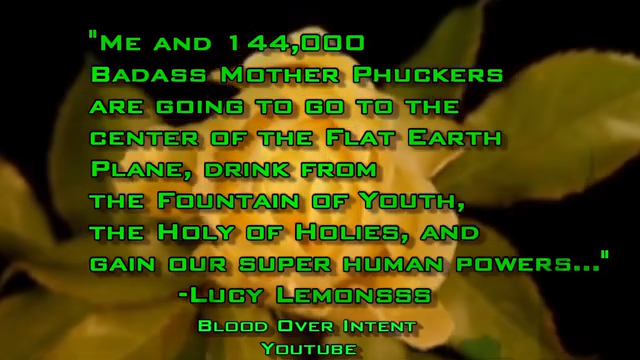 "Me and 144,000
Badass Mother Phuckers
are going to go to the
center of the Flat Earth
Plane, drink from
the Fountain of Youth,
the Holy of Holies, and
gain our super human powers..."
-Lucy Lemonsss
Blood Over Intent
Youtube